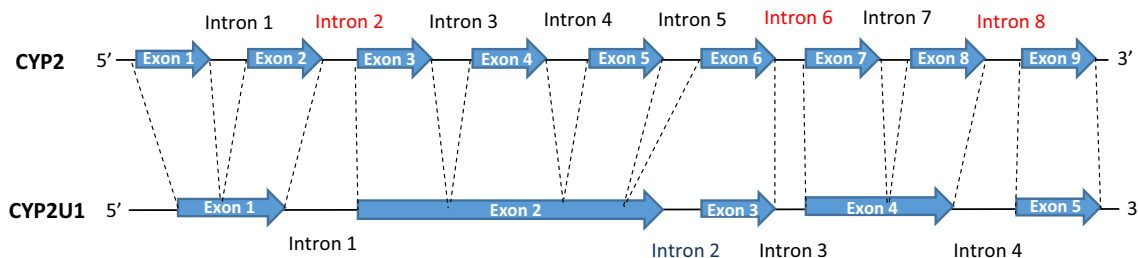 Intron 1 Intron 2 Intron 3 Intron 4 Intron 5 Intron 6 Intron 7 Intron 8
CYP2 5’ Exon 1 Exon 2 Exon 3 Exon 4 Exon 5 Exon 6 Exon 7 Exon 8 Exon 9 3’
CYP2U1 5’ Exon 1 Exon 2 Exon 3 Exon 4 Exon 5 3
Intron 1 Intron 2 Intron 3 Intron 4